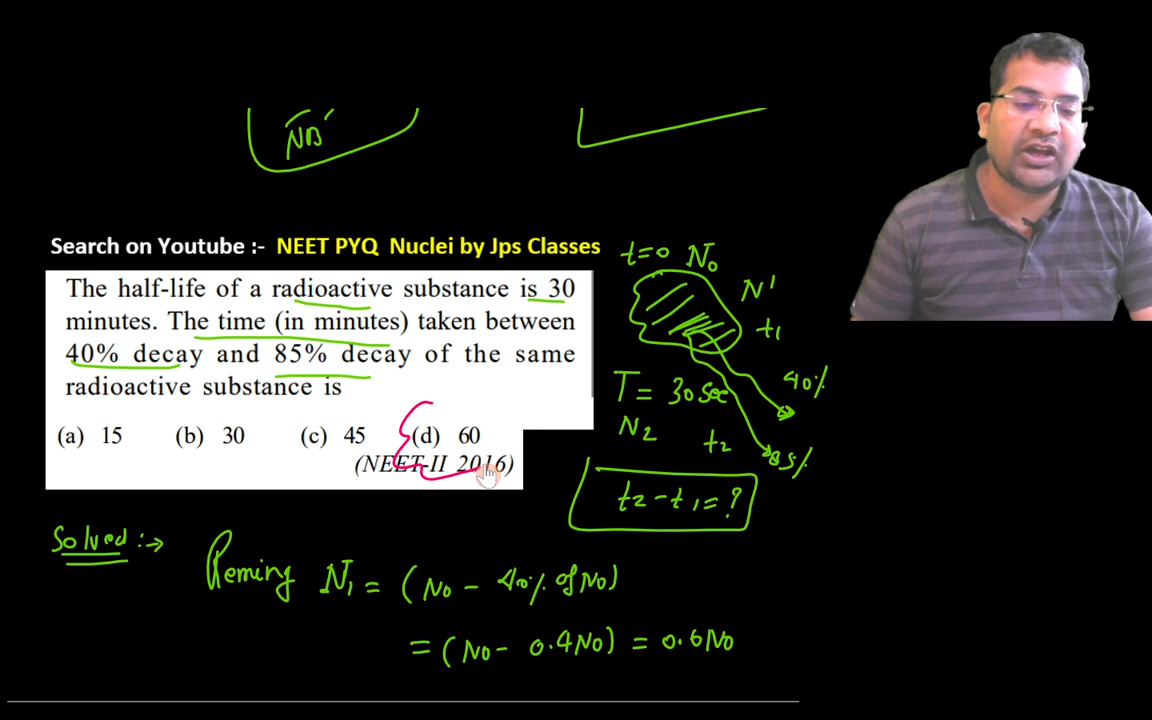 NB'
Search on Youtube :- NEET PYQ Nuclei by Jps Classes
The half-life of a radioactive substance is 30
minutes. The time (in minutes) taken between
40% decay and 85% decay of the same
radioactive substance is
(a) 15 (b) 30 (c) 45 (d) 60
(NEET-II 2016)
t=0 N₀
N'
t₁
40%
T = 30 Sec
N₂ t₂ 85%
t₂ - t₁ = ?
Solved :→
Reming N₁ = (N₀ - 40% of N₀)
= (N₀ - 0.4N₀) = 0.6N₀